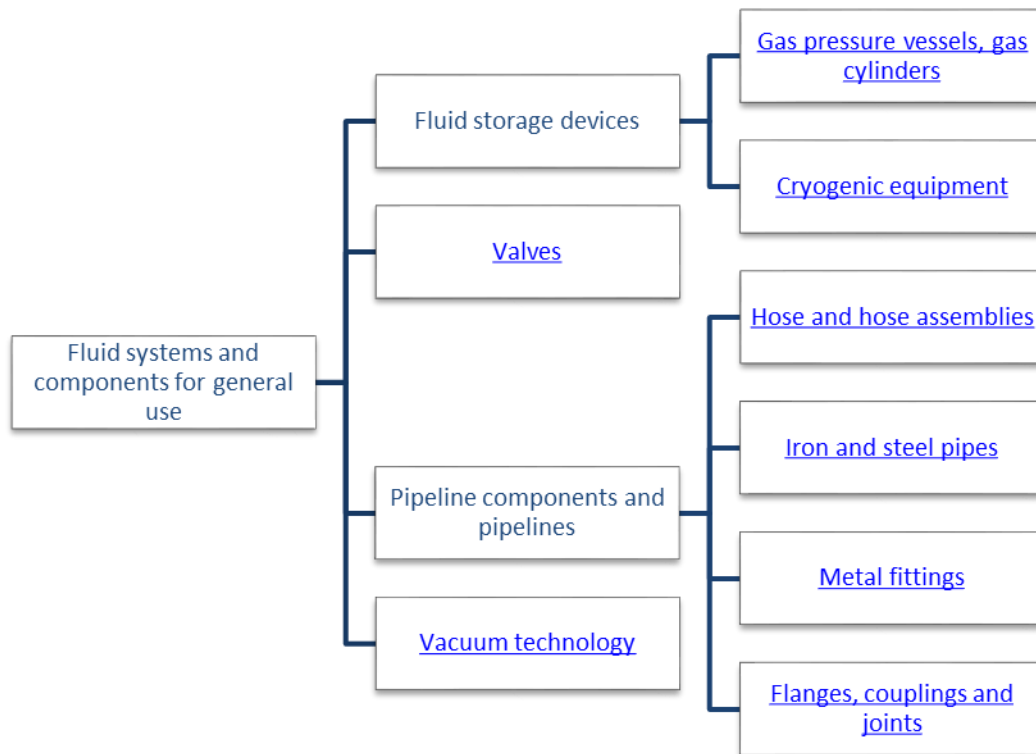 Fluid systems and
components for general
use
Fluid storage devices
Gas pressure vessels, gas
cylinders
Cryogenic equipment
Valves
Pipeline components and
pipelines
Hose and hose assemblies
Iron and steel pipes
Metal fittings
Flanges, couplings and
joints
Vacuum technology